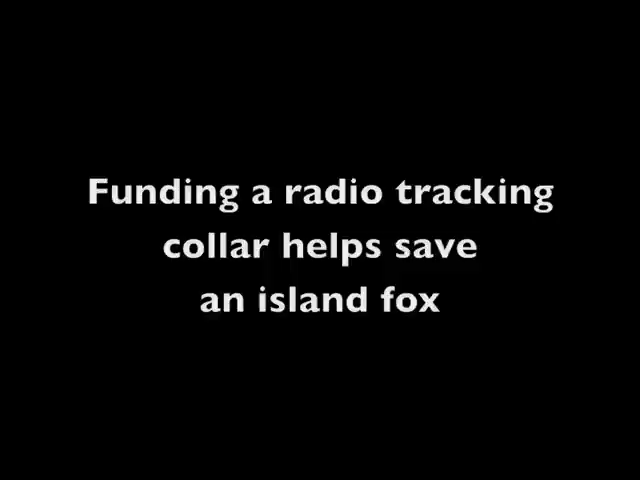 Funding a radio tracking
collar helps save
an island fox